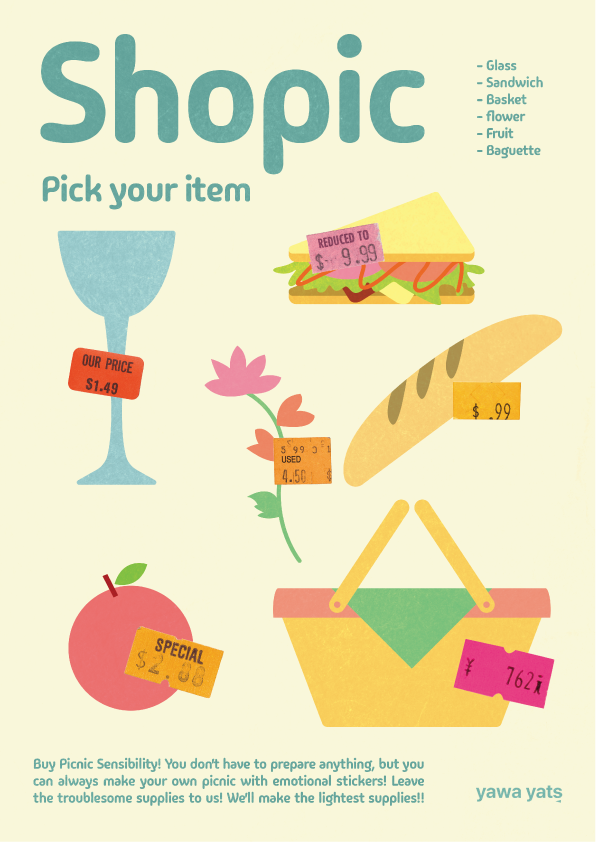 Shopic
- Glass
- Sandwich
- Basket
- flower
- Fruit
- Baguette
Pick your item
REDUCED TO
$ 9.99
OUR PRICE
$1.49
$ .99
5 99
USED
4.50 $
SPECIAL
$2.88
¥ 762
Buy Picnic Sensibility! You don't have to prepare anything, but you
can always make your own picnic with emotional stickers! Leave
the troublesome supplies to us! We'll make the lightest supplies!!
yawa yats